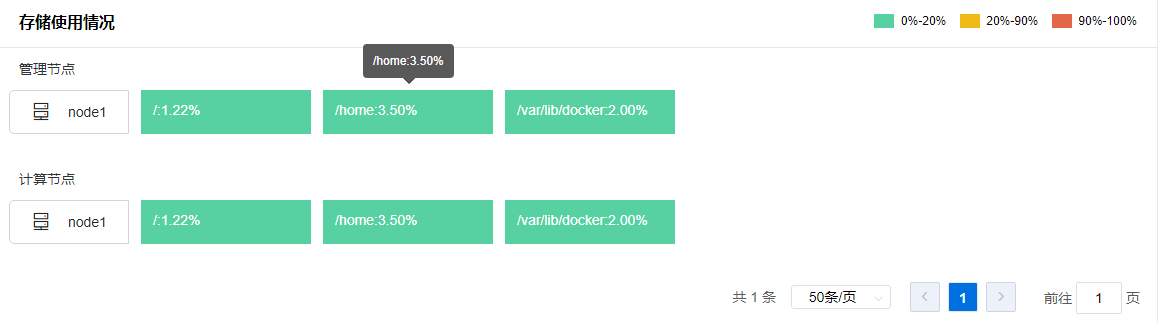 存储使用情况
0%-20% 20%-90% 90%-100%
/home:3.50%
管理节点
node1 /:1.22% /home:3.50% /var/lib/docker:2.00%
计算节点
node1 /:1.22% /home:3.50% /var/lib/docker:2.00%
共 1 条 50条/页 1 前往 1 页